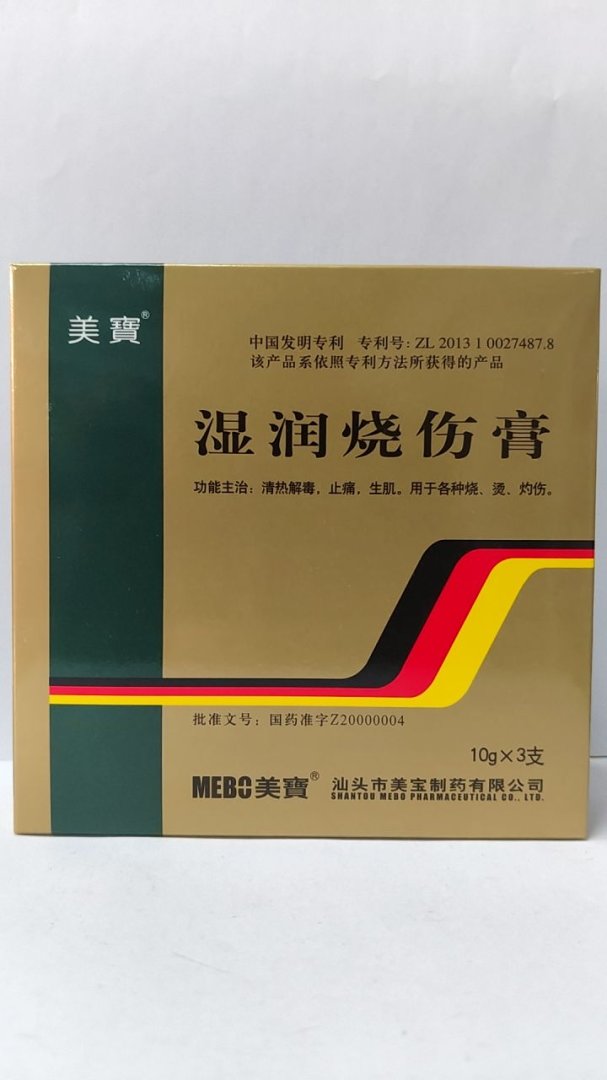 美寶®
中国发明专利 专利号：ZL 2013 1 0027487.8
该产品系依照专利方法所获得的产品
湿润烧伤膏
功能主治：清热解毒，止痛，生肌。用于各种烧、烫、灼伤。
批准文号：国药准字Z20000004
10g×3支
MEBO美寶®
汕头市美宝制药有限公司
SHANTOU MEBO PHARMACEUTICAL CO., LTD.